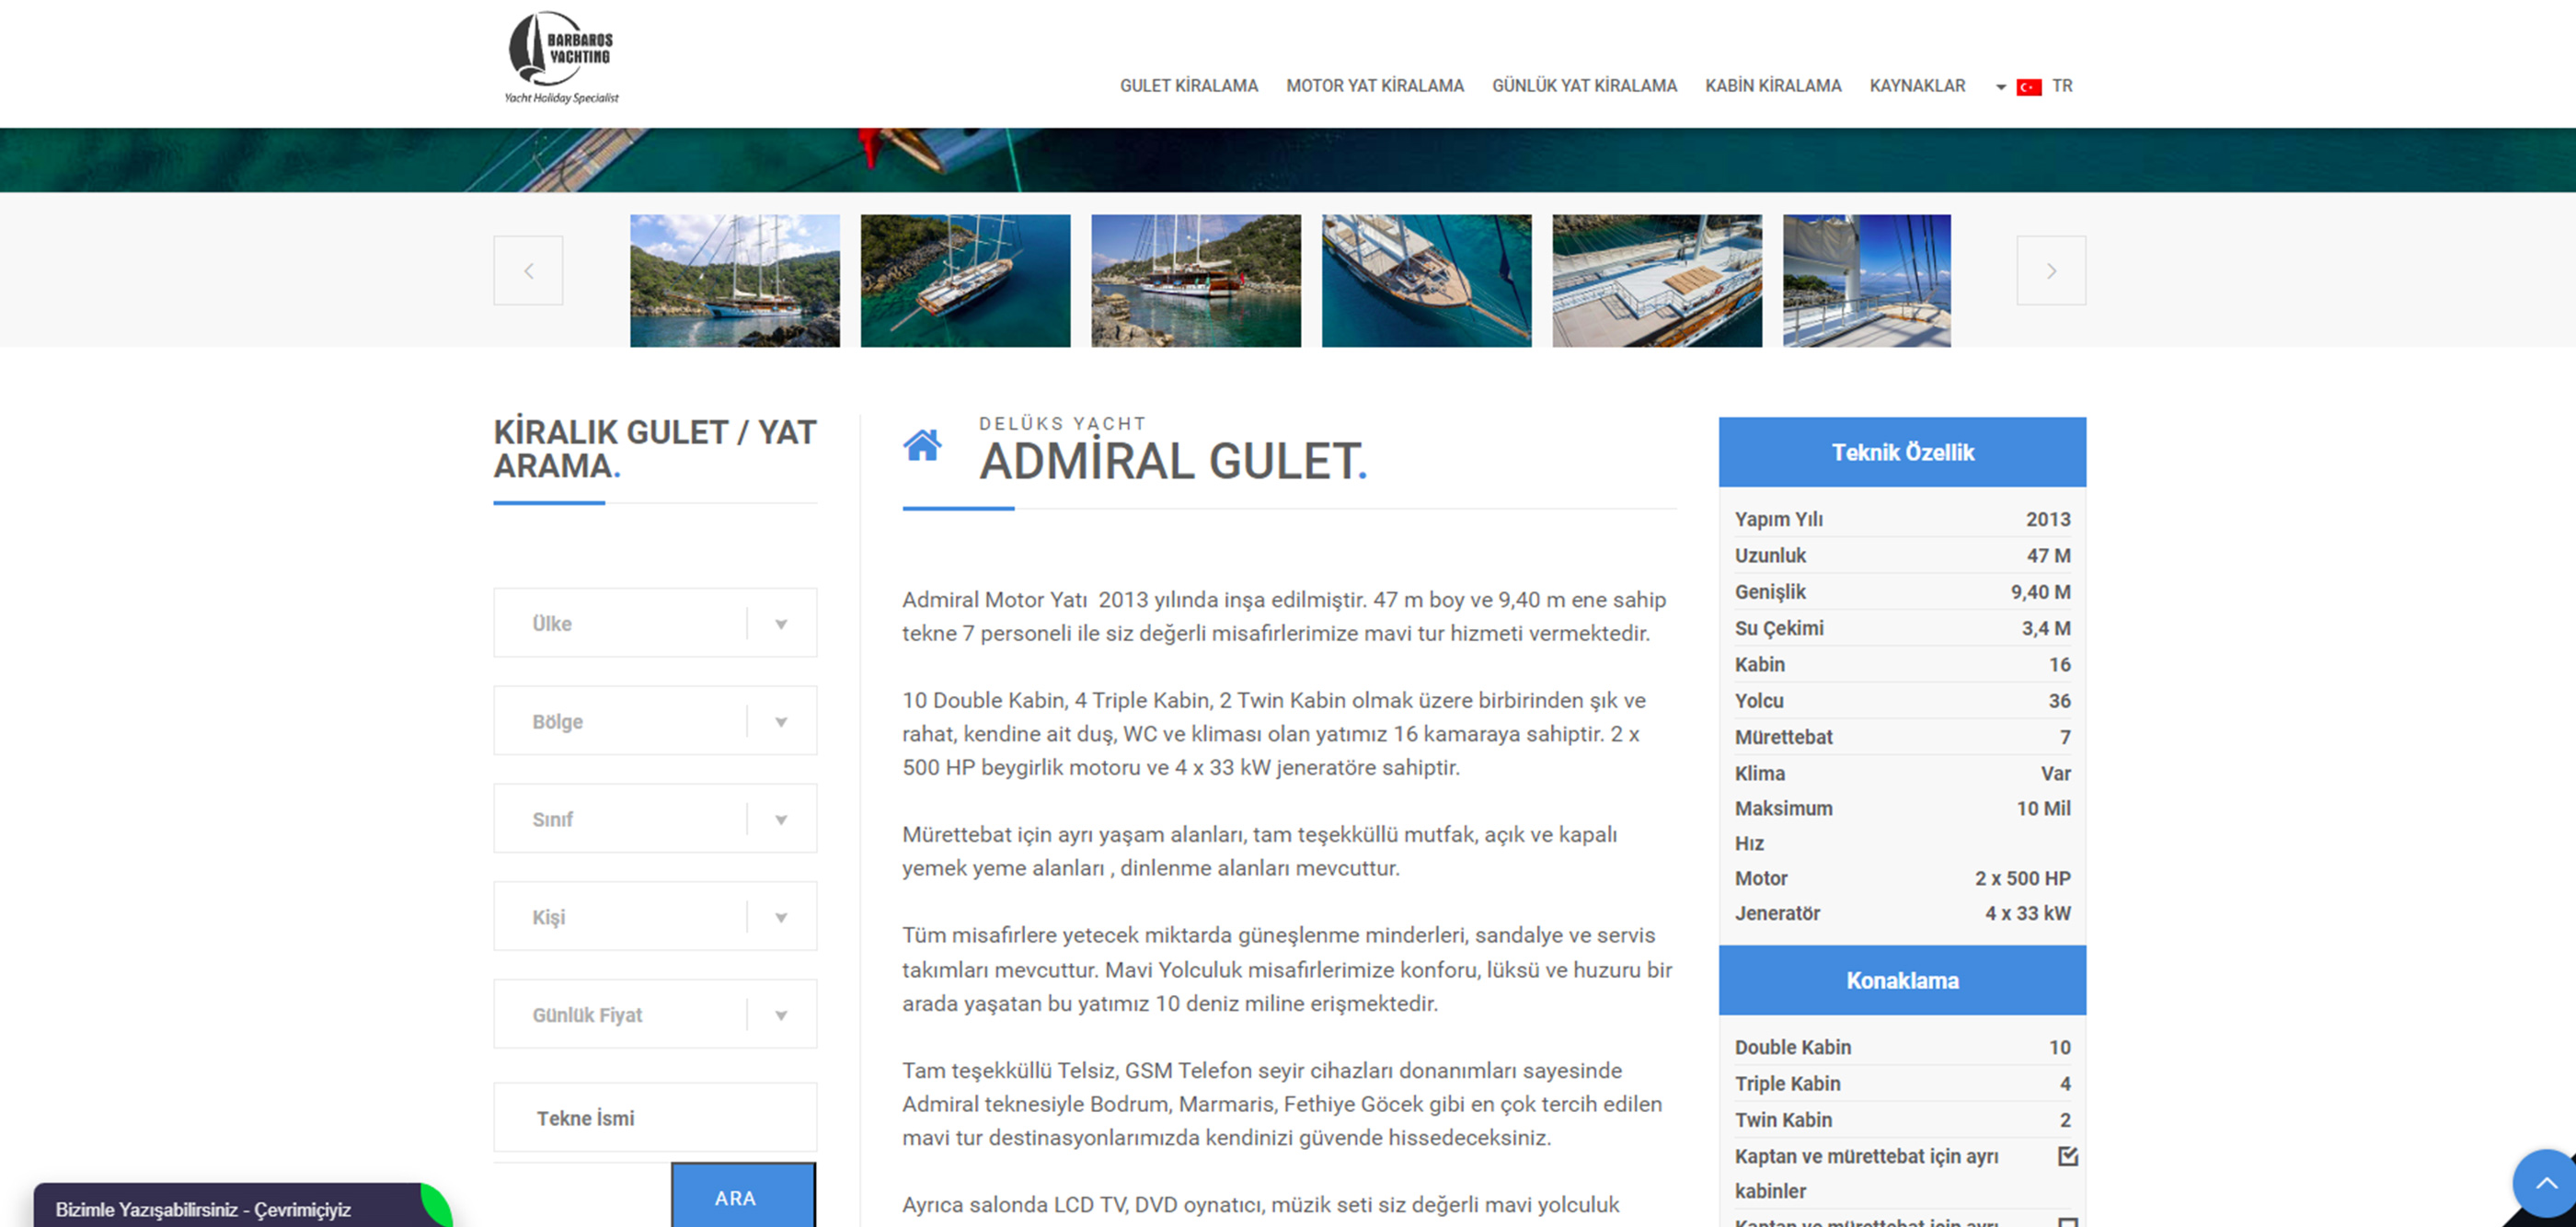 BARBAROS
YACHTING
Yacht Holiday Specialist
GULET KİRALAMA
MOTOR YAT KİRALAMA
GÜNLÜK YAT KİRALAMA
KABİN KİRALAMA
KAYNAKLAR
TR
KİRALIK GULET / YAT
ARAMA.
Ülke
Bölge
Sınıf
Kişi
Günlük Fiyat
Tekne İsmi
ARA
Bizimle Yazışabilirsiniz - Çevrimiçiyiz
DELÜKS YACHT
ADMİRAL GULET.
Admiral Motor Yatı  2013 yılında inşa edilmiştir. 47 m boy ve 9,40 m ene sahip
tekne 7 personeli ile siz değerli misafirlerimize mavi tur hizmeti vermektedir.
10 Double Kabin, 4 Triple Kabin, 2 Twin Kabin olmak üzere birbirinden şık ve
rahat, kendine ait duş, WC ve kliması olan yatımız 16 kamaraya sahiptir. 2 x
500 HP beygirlik motoru ve 4 x 33 kW jeneratöre sahiptir.
Mürettebat için ayrı yaşam alanları, tam teşekküllü mutfak, açık ve kapalı
yemek yeme alanları , dinlenme alanları mevcuttur.
Tüm misafirlere yetecek miktarda güneşlenme minderleri, sandalye ve servis
takımları mevcuttur. Mavi Yolculuk misafirlerimize konforu, lüksü ve huzuru bir
arada yaşatan bu yatımız 10 deniz miline erişmektedir.
Tam teşekküllü Telsiz, GSM Telefon seyir cihazları donanımları sayesinde
Admiral teknesiyle Bodrum, Marmaris, Fethiye Göcek gibi en çok tercih edilen
mavi tur destinasyonlarımızda kendinizi güvende hissedeceksiniz.
Ayrıca salonda LCD TV, DVD oynatıcı, müzik seti siz değerli mavi yolculuk
Teknik Özellik
Yapım Yılı 2013
Uzunluk 47 M
Genişlik 9,40 M
Su Çekimi 3,4 M
Kabin 16
Yolcu 36
Mürettebat 7
Klima Var
Maksimum 10 Mil
Hız
Motor 2 x 500 HP
Jeneratör 4 x 33 kW
Konaklama
Double Kabin 10
Triple Kabin 4
Twin Kabin 2
Kaptan ve mürettebat için ayrı
kabinler
Kaptan ve mürettebat için ayrı